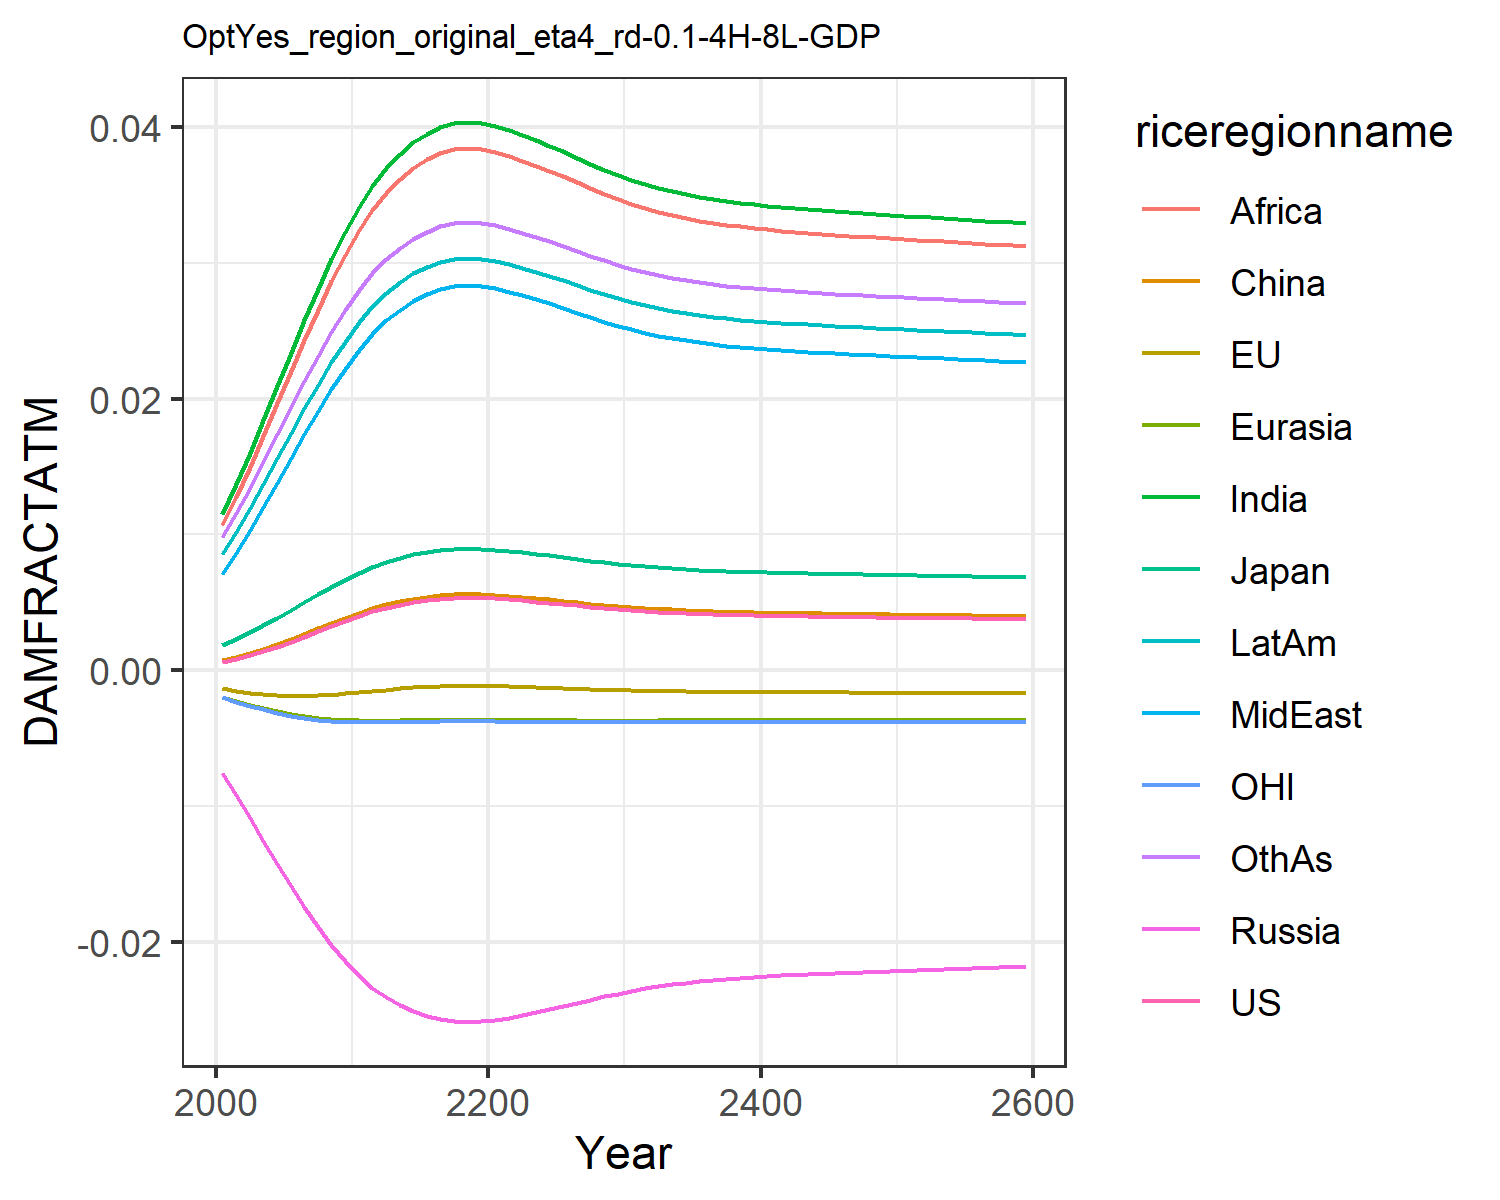 OptYes_region_original_eta4_rd-0.1-4H-8L-GDP
0.04
0.02
0.00
-0.02
DAMFRACTATM
2000 2200 2400 2600
Year
riceregionname
Africa
China
EU
Eurasia
India
Japan
LatAm
MidEast
OHI
OthAs
Russia
US